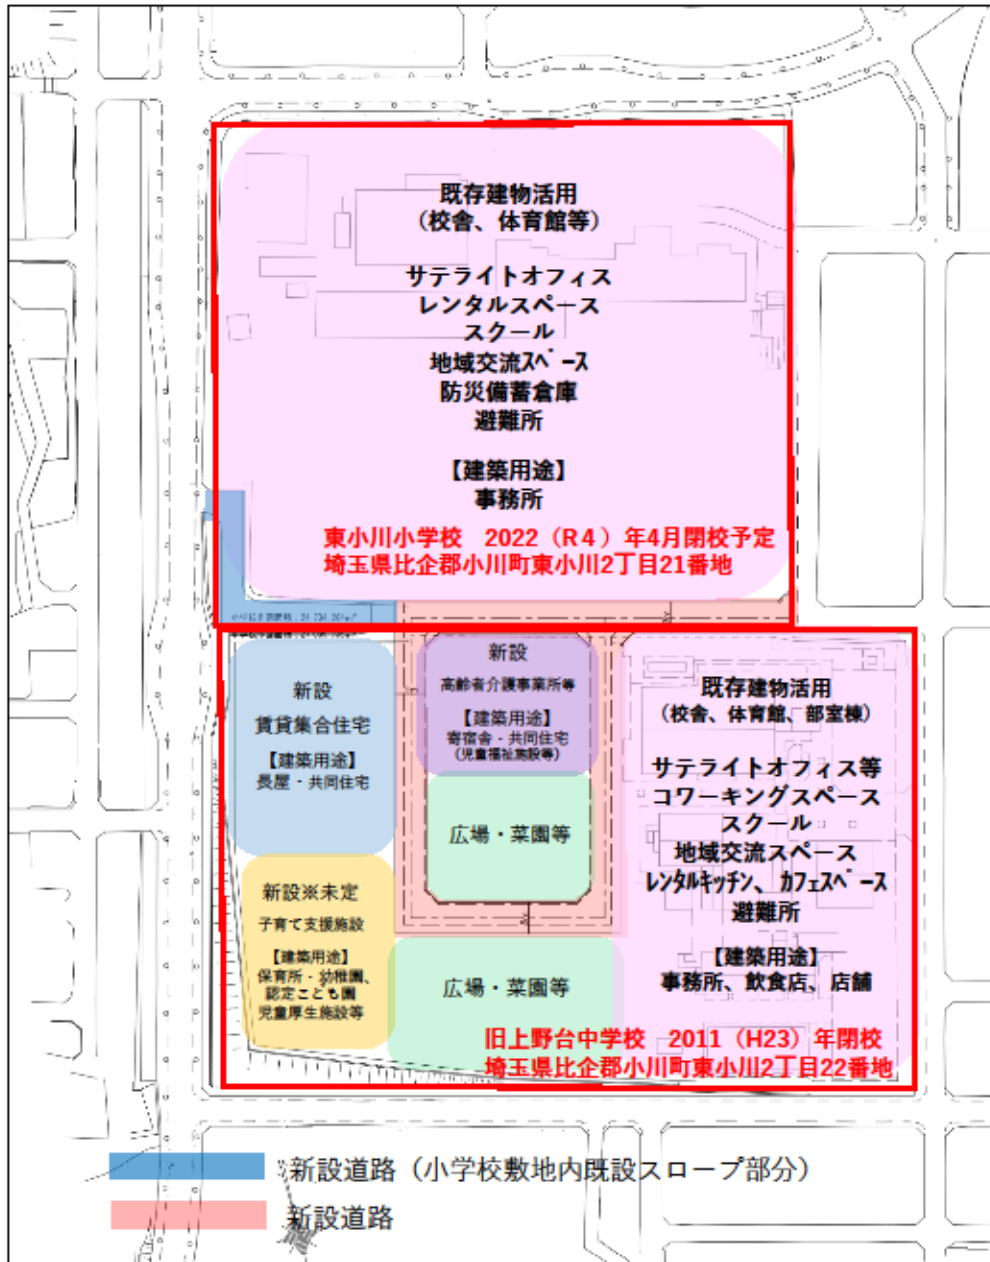 既存建物活用
（校舎、体育館等）
サテライトオフィス
レンタルスペース
スクール
地域交流スペース
防災備蓄倉庫
避難所
【建築用途】
事務所
東小川小学校　2022（R４）年4月閉校予定
埼玉県比企郡小川町東小川2丁目21番地
新設
賃貸集合住宅
【建築用途】
長屋・共同住宅
新設
高齢者介護事業所等
【建築用途】
寄宿舎・共同住宅
（児童福祉施設等）
広場・菜園等
既存建物活用
（校舎、体育館、部室棟）
サテライトオフィス等
コワーキングスペース
スクール
地域交流スペース
レンタルキッチン、カフェスペース
避難所
【建築用途】
事務所、飲食店、店舗
新設※未定
子育て支援施設
【建築用途】
保育所・幼稚園、
認定こども園
児童厚生施設等
広場・菜園等
旧上野台中学校　2011（H23）年閉校
埼玉県比企郡小川町東小川2丁目22番地
新設道路（小学校敷地内既設スロープ部分）
新設道路